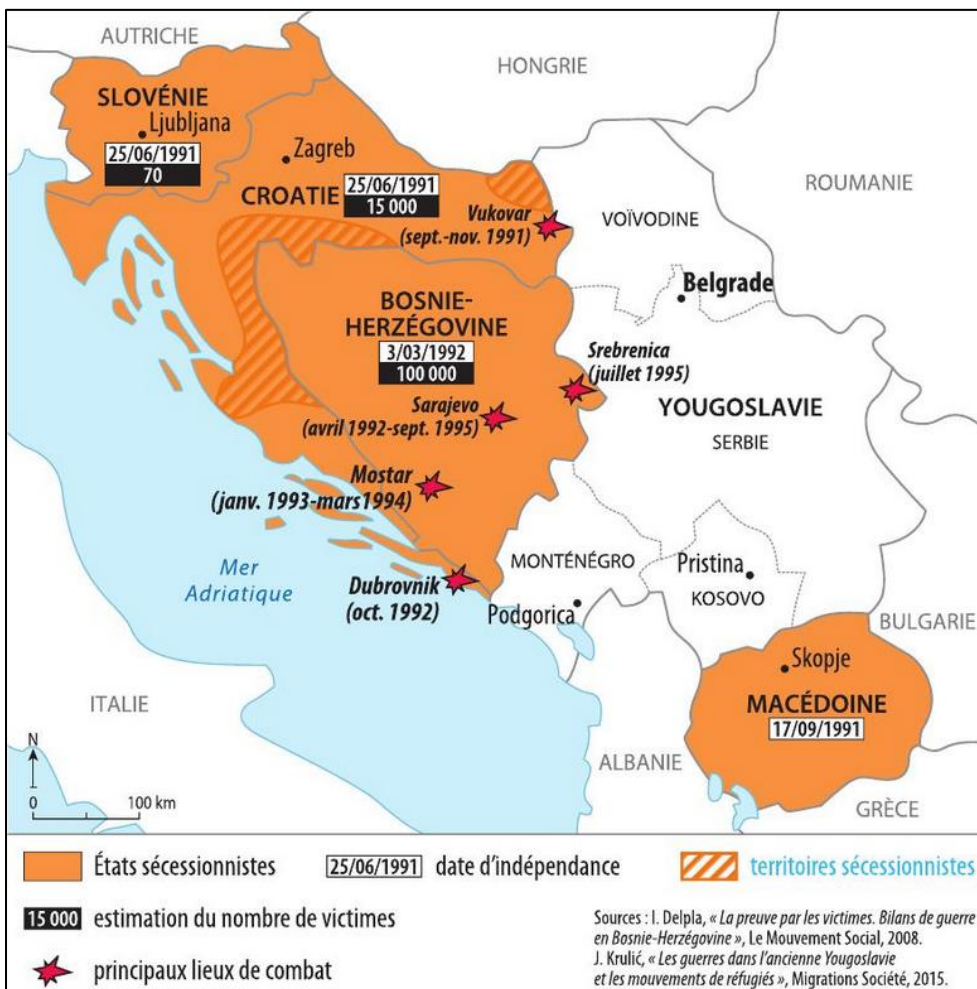 AUTRICHE
HONGRIE
SLOVÉNIE
Ljubljana
25/06/1991
70
Zagreb
CROATIE
25/06/1991
15 000
ROUMANIE
Vukovar
(sept.-nov. 1991)
VOÏVODINE
Belgrade
BOSNIE-
HERZÉGOVINE
3/03/1992
100 000
Srebrenica
(juillet 1995)
Sarajevo
(avril 1992-sept. 1995)
YOUGOSLAVIE
SERBIE
Mostar
(janv. 1993-mars1994)
Mer
Adriatique
Dubrovnik
(oct. 1992)
MONTÉNÉGRO
Podgorica
Pristina
KOSOVO
BULGARIE
Skopje
MACÉDOINE
17/09/1991
ITALIE
ALBANIE
GRÈCE
N
0 100 km
États sécessionnistes
25/06/1991 date d'indépendance
territoires sécessionnistes
15 000 estimation du nombre de victimes
principaux lieux de combat
Sources : I. Delpla, « La preuve par les victimes. Bilans de guerre
en Bosnie-Herzégovine », Le Mouvement Social, 2008.
J. Krulić, « Les guerres dans l'ancienne Yougoslavie
et les mouvements de réfugiés », Migrations Société, 2015.